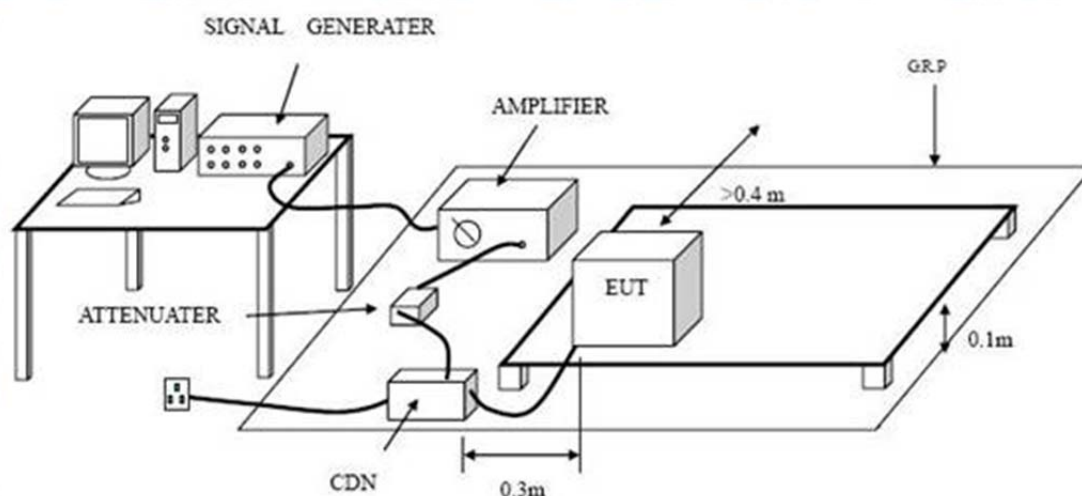 SIGNAL GENERATER
G.R.P
AMPLIFIER
>0.4 m
EUT
ATTENUATER
0.1m
CDN
0.3m